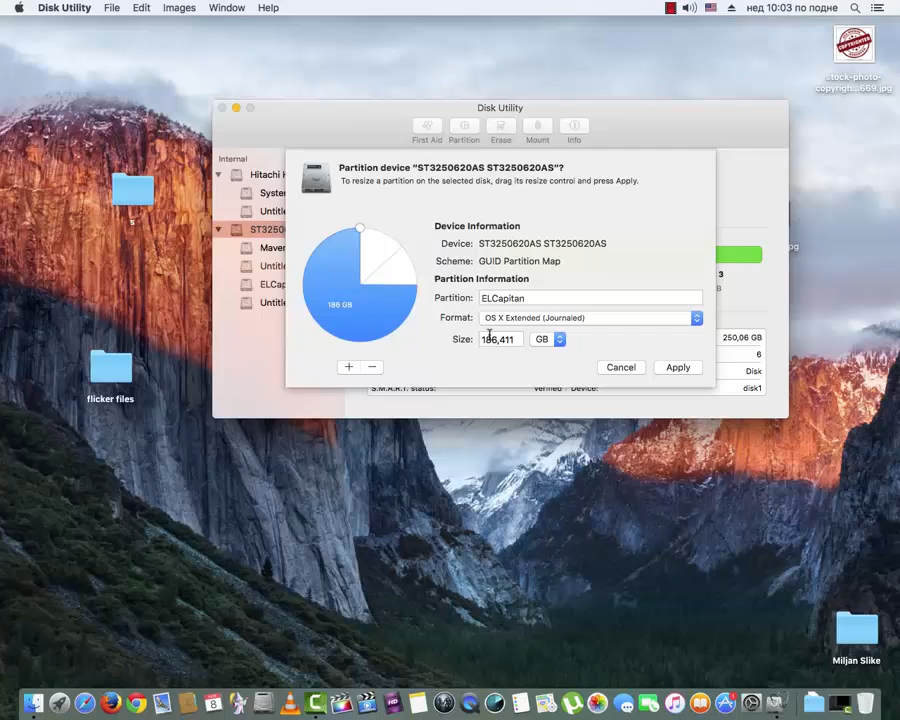 Disk Utility File Edit Images Window Help нед 10:03 по подне
stock-photo-
copyrigh...669.jpg
s
flicker files
Miljan Slike
Disk Utility
First Aid Partition Erase Mount Info
Internal
Hitachi
Untitle
ST32506
Maver
Untitle
ELCap
Untitle
Partition device “ST3250620AS ST3250620AS”?
To resize a partition on the selected disk, drag its resize control and press Apply.
186 GB
Device Information
Device: ST3250620AS ST3250620AS
Scheme: GUID Partition Map
Partition Information
Partition: ELCapitan
Format: OS X Extended (Journaled)
Size: 186,411 GB
+ −
Cancel Apply
3
B
250,06 GB
6
Disk
disk1
S.M.A.R.T. status: Verified Device: